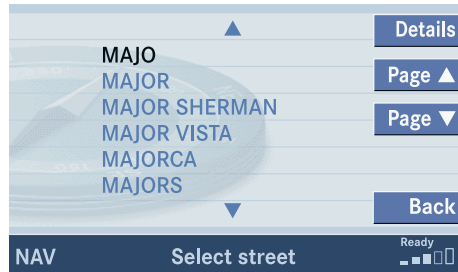 Details
MAJO
MAJOR
Page ▲
MAJOR SHERMAN
MAJOR VISTA
Page ▼
MAJORCA
MAJORS
Back
NAV
Select street
Ready